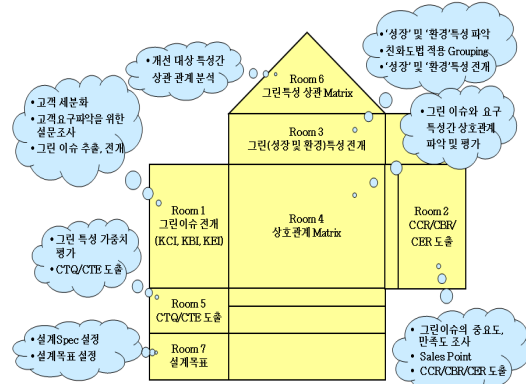 • 개선 대상 특성간
상관 관계 분석
• ‘성장’ 및 ‘환경’특성 파악
• 친화도법 적용 Grouping
• ‘성장’ 및 ‘환경’특성 전개
• 고객 세분화
• 고객요구파악을 위한
설문조사
• 그린 이슈 추출, 전개
Room 6
그린특성 상관 Matrix
• 그린 이슈와 요구
특성간 상호관계
파악 및 평가
Room 3
그린(성장 및 환경)특성 전개
Room 1
그린이슈 전개
(KCI, KBI, KEI)
Room 4
상호관계 Matrix
Room 2
CCR/CBR/
CER 도출
• 그린 특성 가중치
평가
• CTQ/CTE 도출
Room 5
CTQ/CTE 도출
• 설계Spec 설정
• 설계목표 설정
Room 7
설계목표
• 그린이슈의 중요도,
만족도 조사
• Sales Point
• CCR/CBR/CER 도출